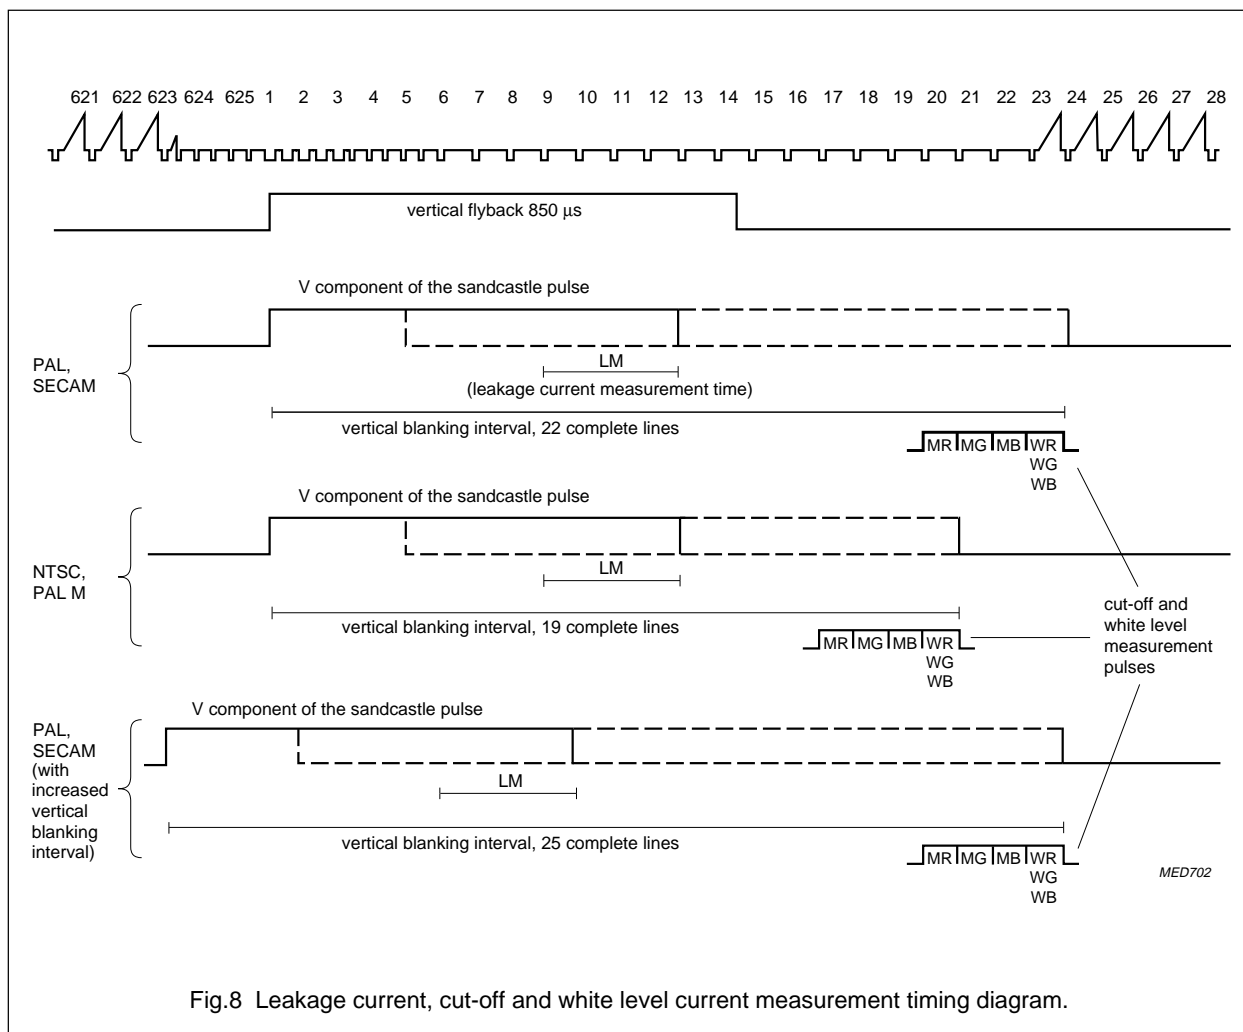 621 622 623 624 625 1 2 3 4 5 6 7 8 9 10 11 12 13 14 15 16 17 18 19 20 21 22 23 24 25 26 27 28
vertical flyback 850 µs
V component of the sandcastle pulse
PAL,
SECAM
LM
(leakage current measurement time)
vertical blanking interval, 22 complete lines
MR MG MB WR
WG
WB
V component of the sandcastle pulse
NTSC,
PAL M
LM
vertical blanking interval, 19 complete lines
MR MG MB WR
WG
WB
cut-off and
white level
measurement
pulses
V component of the sandcastle pulse
PAL,
SECAM
(with
increased
vertical
blanking
interval)
LM
vertical blanking interval, 25 complete lines
MR MG MB WR
WG
WB
MED702
Fig.8 Leakage current, cut-off and white level current measurement timing diagram.